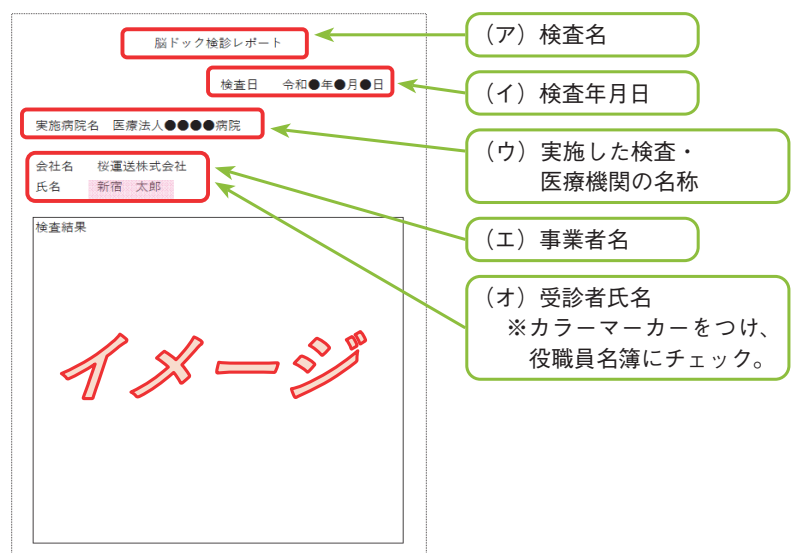 脳ドック検診レポート
検査日 令和●年●月●日
実施病院名 医療法人●●●●病院
会社名 桜運送株式会社
氏名 新宿 太郎
検査結果
イメージ
（ア）検査名
（イ）検査年月日
（ウ）実施した検査・
医療機関の名称
（エ）事業者名
（オ）受診者氏名
※カラーマーカーをつけ、
役職員名簿にチェック。